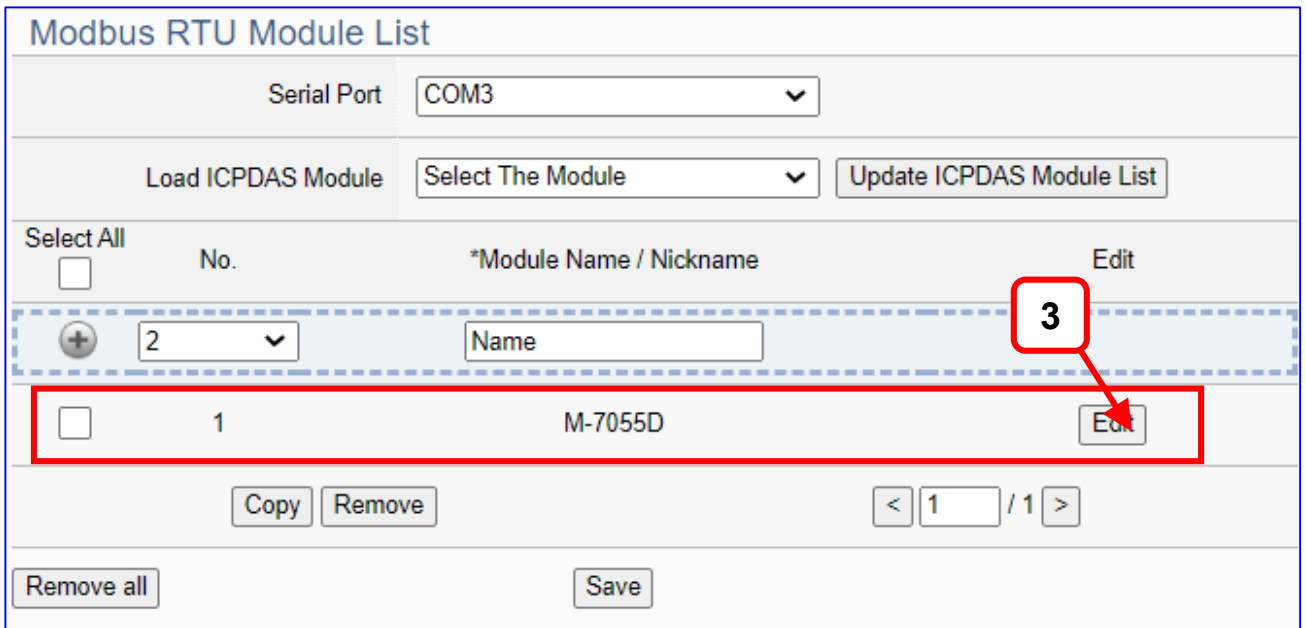 Modbus RTU Module List
Serial Port COM3
Load ICPDAS Module Select The Module Update ICPDAS Module List
Select All
No. *Module Name / Nickname Edit
3
2 Name
1 M-7055D Edit
Copy Remove < 1 / 1 >
Remove all Save